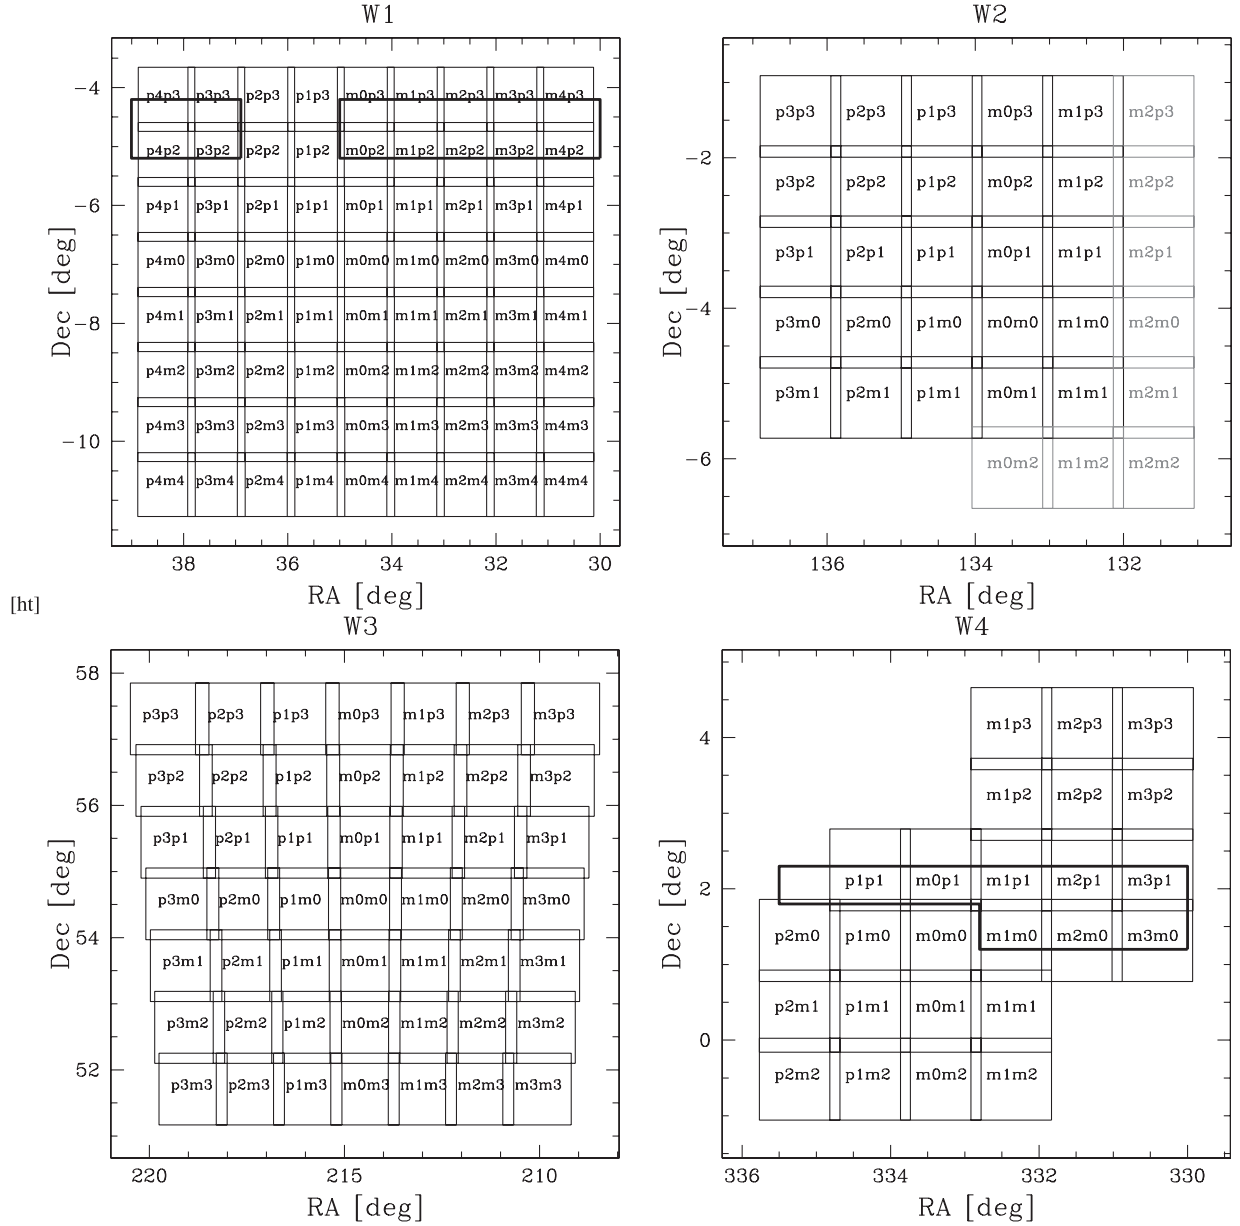 W1
W2
−4
p4p3 p3p3 p2p3 p1p3 m0p3 m1p3 m2p3 m3p3 m4p3
p4p2 p3p2 p2p2 p1p2 m0p2 m1p2 m2p2 m3p2 m4p2
−6
p4p1 p3p1 p2p1 p1p1 m0p1 m1p1 m2p1 m3p1 m4p1
p4m0 p3m0 p2m0 p1m0 m0m0 m1m0 m2m0 m3m0 m4m0
−8
p4m1 p3m1 p2m1 p1m1 m0m1 m1m1 m2m1 m3m1 m4m1
p4m2 p3m2 p2m2 p1m2 m0m2 m1m2 m2m2 m3m2 m4m2
p4m3 p3m3 p2m3 p1m3 m0m3 m1m3 m2m3 m3m3 m4m3
−10
p4m4 p3m4 p2m4 p1m4 m0m4 m1m4 m2m4 m3m4 m4m4
Dec [deg]
38 36 34 32 30
RA [deg]
p3p3 p2p3 p1p3 m0p3 m1p3 m2p3
−2
p3p2 p2p2 p1p2 m0p2 m1p2 m2p2
p3p1 p2p1 p1p1 m0p1 m1p1 m2p1
−4
p3m0 p2m0 p1m0 m0m0 m1m0 m2m0
p3m1 p2m1 p1m1 m0m1 m1m1 m2m1
−6
m0m2 m1m2 m2m2
Dec [deg]
136 134 132
RA [deg]
[ht]
W3
W4
58
p3p3 p2p3 p1p3 m0p3 m1p3 m2p3 m3p3
p3p2 p2p2 p1p2 m0p2 m1p2 m2p2 m3p2
56
p3p1 p2p1 p1p1 m0p1 m1p1 m2p1 m3p1
p3m0 p2m0 p1m0 m0m0 m1m0 m2m0 m3m0
54
p3m1 p2m1 p1m1 m0m1 m1m1 m2m1 m3m1
p3m2 p2m2 p1m2 m0m2 m1m2 m2m2 m3m2
52
p3m3 p2m3 p1m3 m0m3 m1m3 m2m3 m3m3
Dec [deg]
220 215 210
RA [deg]
m1p3 m2p3 m3p3
4
m1p2 m2p2 m3p2
p1p1 m0p1 m1p1 m2p1 m3p1
2
p2m0 p1m0 m0m0 m1m0 m2m0 m3m0
p2m1 p1m1 m0m1 m1m1
0
p2m2 p1m2 m0m2 m1m2
Dec [deg]
336 334 332 330
RA [deg]